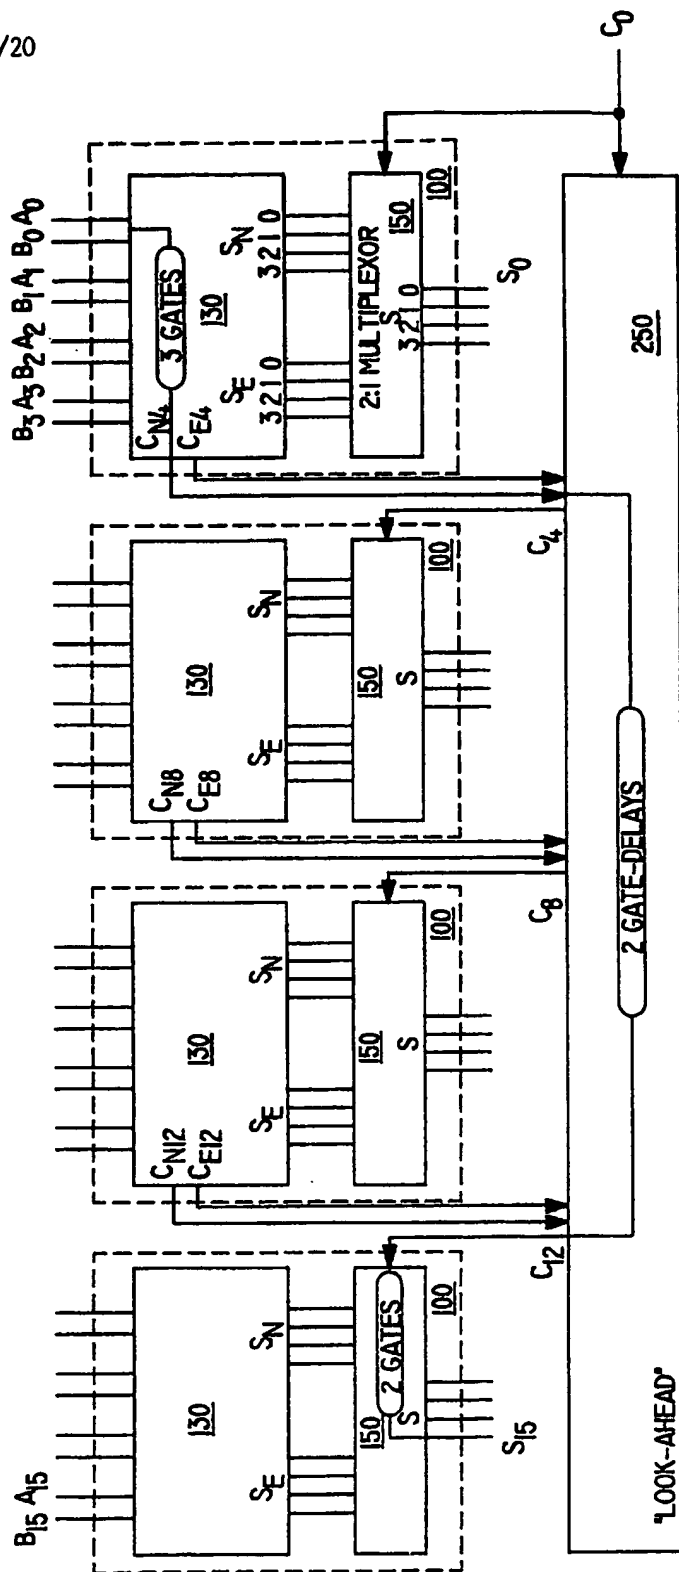 /20
B3 A3 B2 A2 B1 A1 B0 A0
3 GATES
130
CN4
CE4
SE
SN
3 2 1 0
3 2 1 0
2:1 MULTIPLEXOR
150
100
S
3 2 1 0
S0
C0
130
CN8
CE8
SE
SN
150
100
S
C4
130
CN12
CE12
SE
SN
150
100
S
C8
B15 A15
130
SE
SN
2 GATES
150
100
S
S15
C12
2 GATE-DELAYS
250
"LOOK-AHEAD"